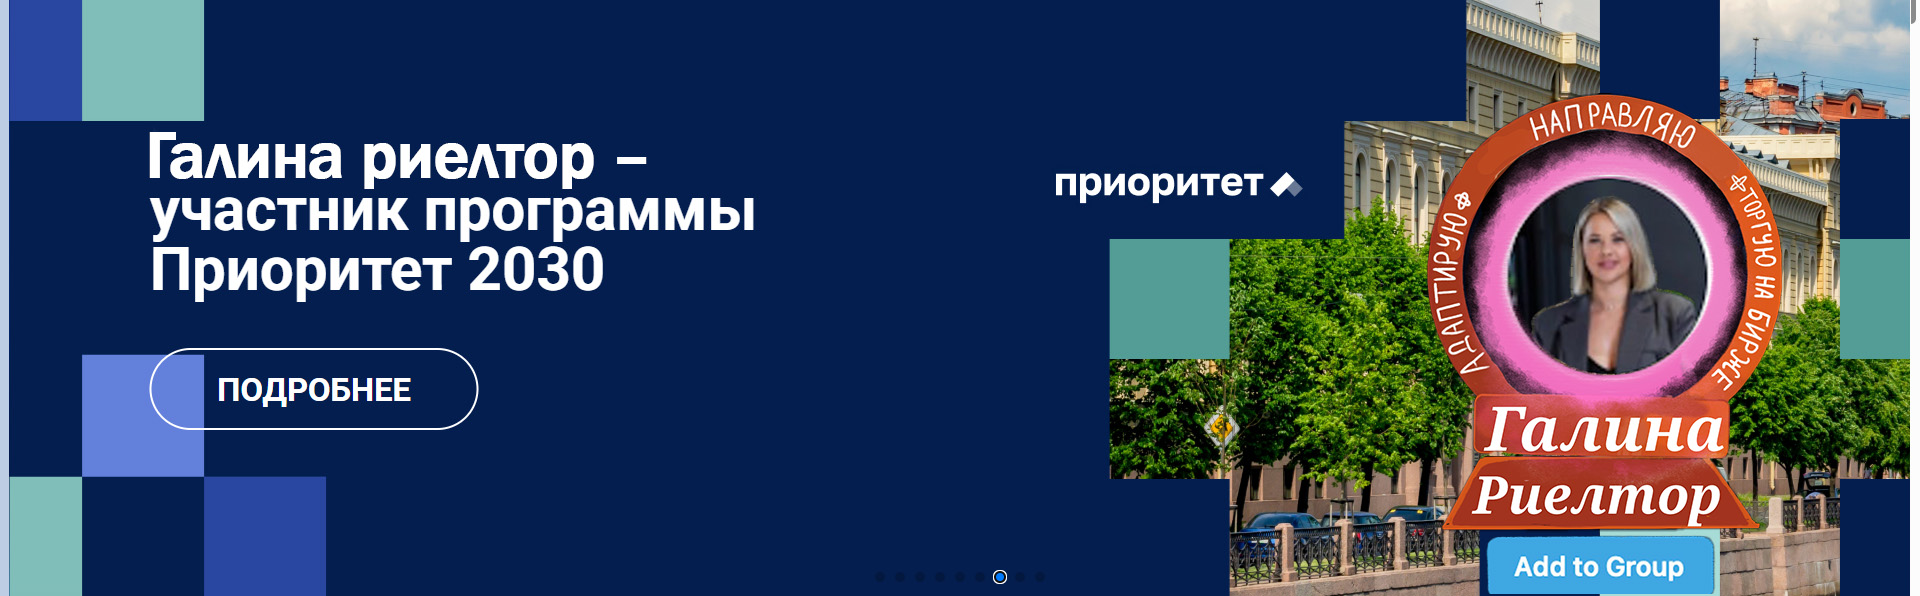 Галина риелтор –
участник программы
Приоритет 2030
ПОДРОБНЕЕ
приоритет
АДАПТИРУЮ
НАПРАВЛЯЮ
ТОРГУЮ НА БИРЖЕ
Галина
Риелтор
Add to Group